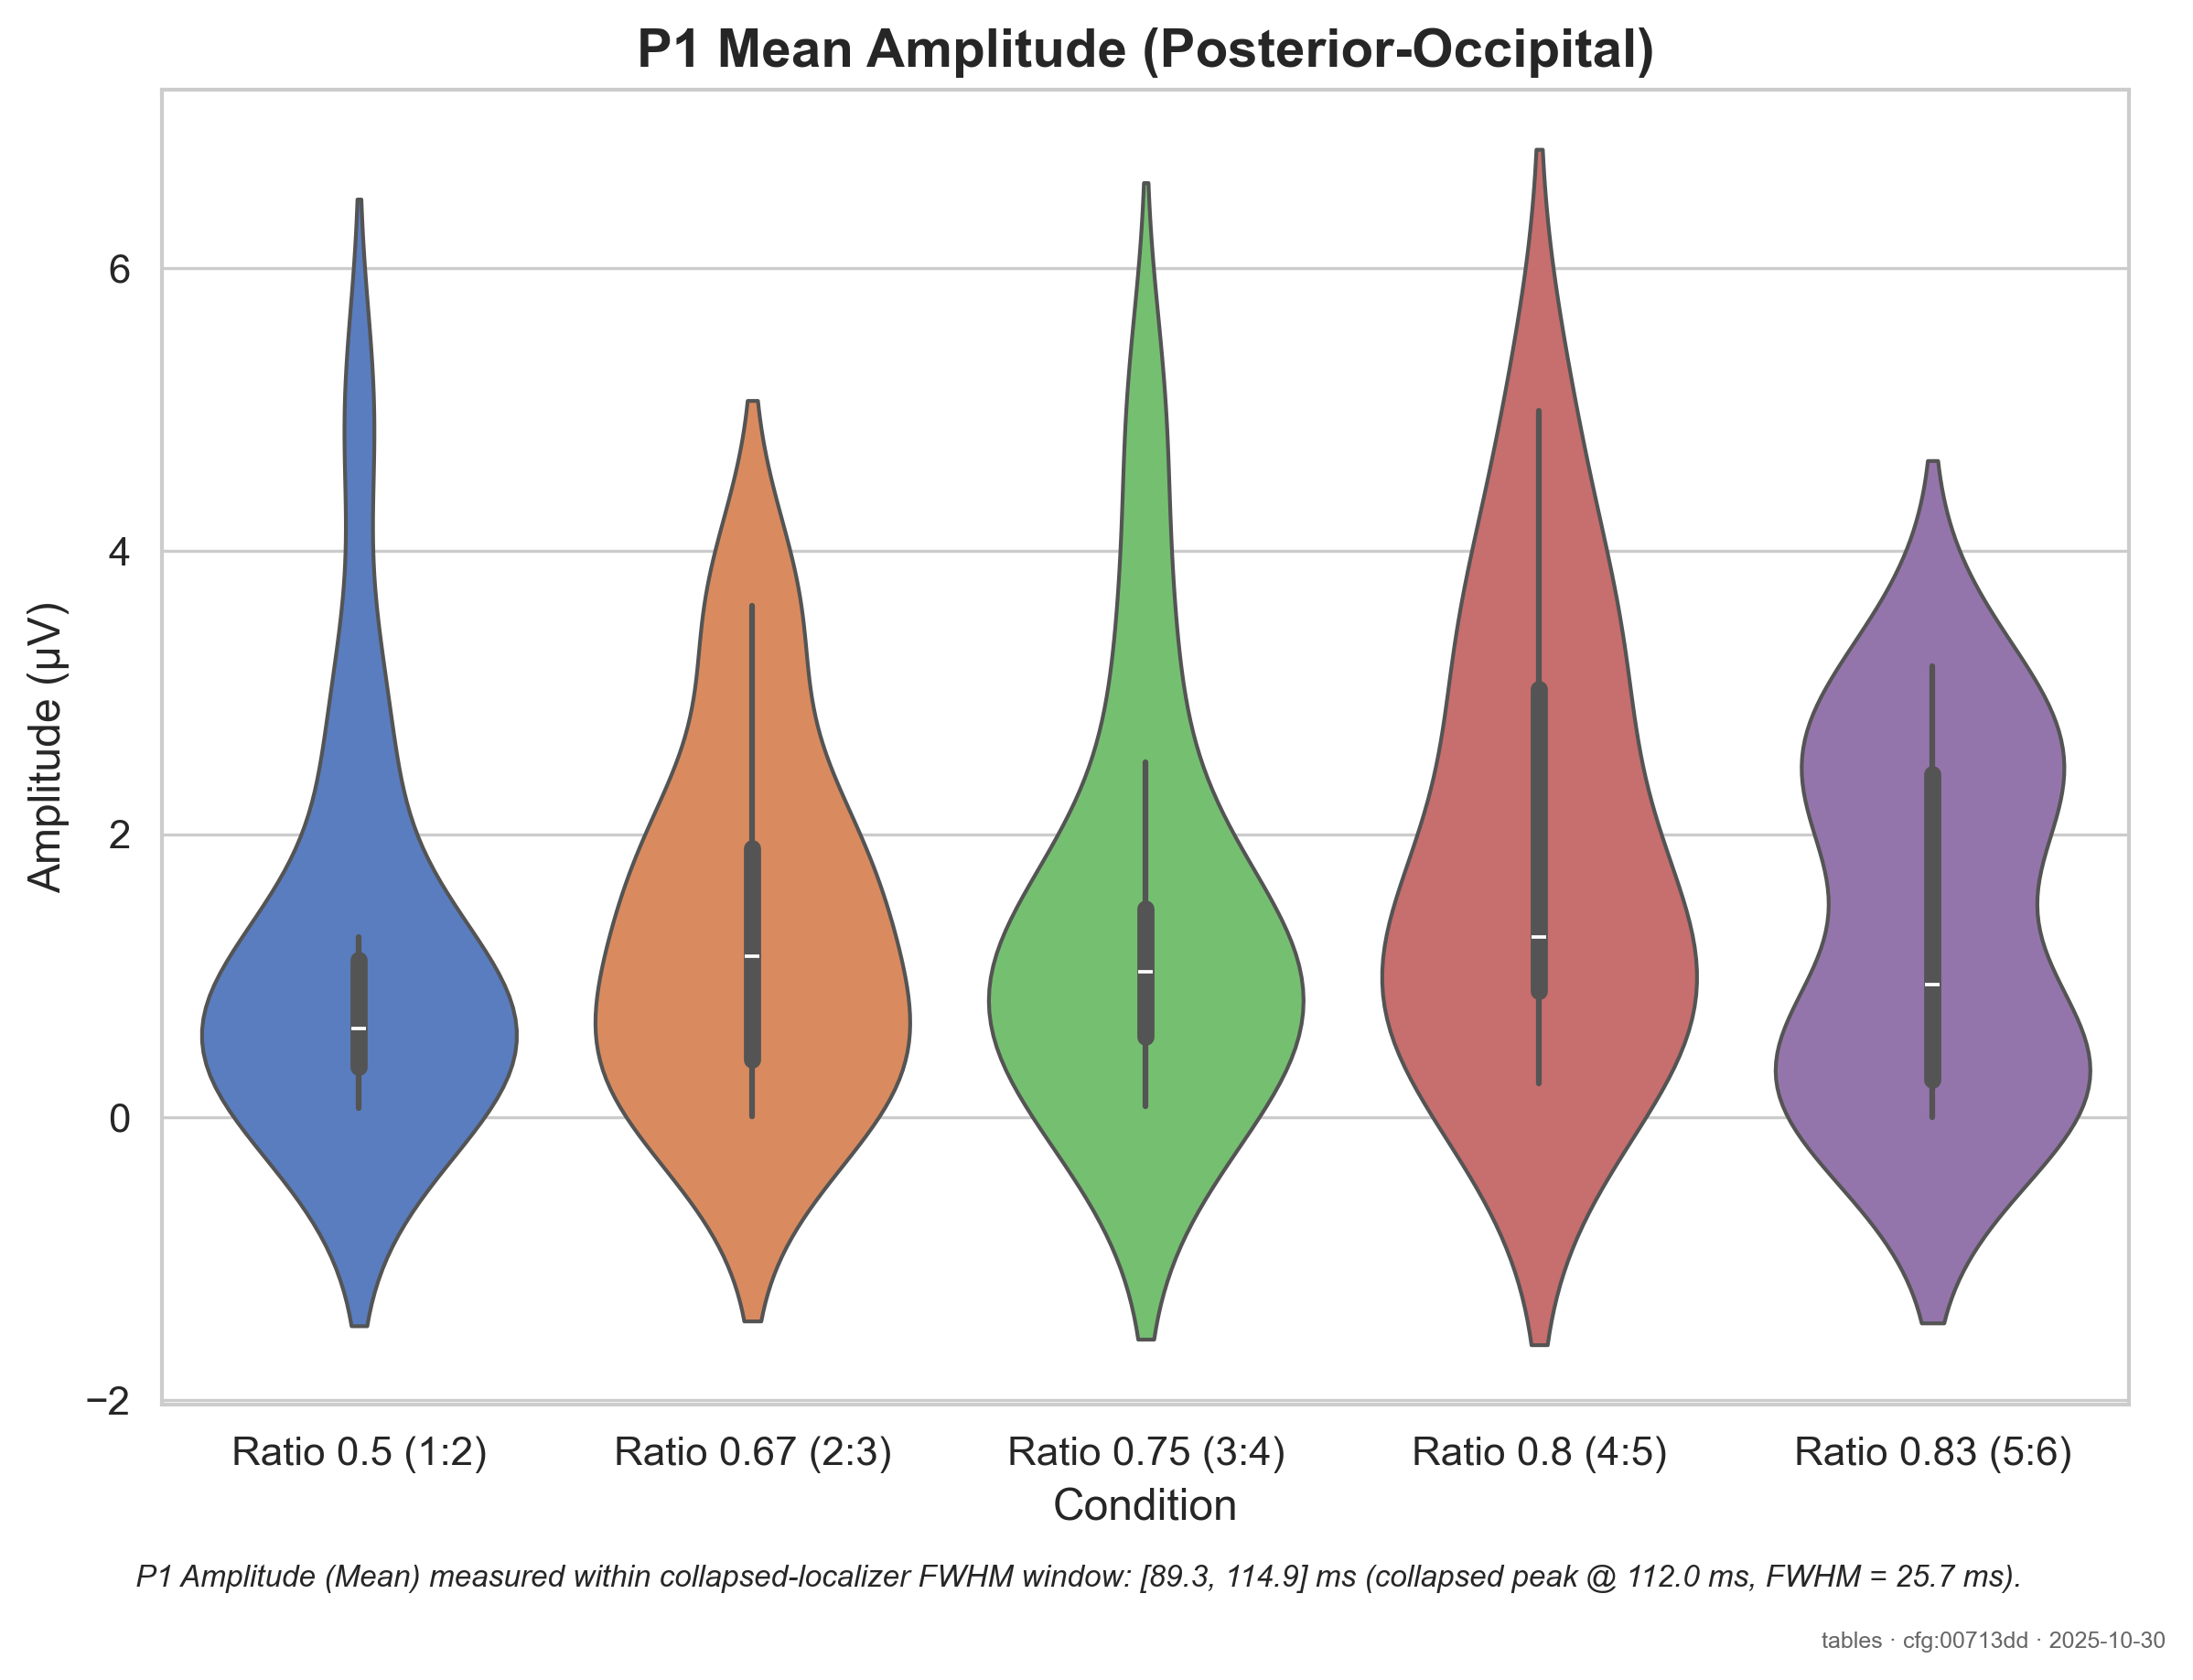 P1 Mean Amplitude (Posterior-Occipital)
Amplitude (µV)
6
4
2
0
−2
Ratio 0.5 (1:2)
Ratio 0.67 (2:3)
Ratio 0.75 (3:4)
Ratio 0.8 (4:5)
Ratio 0.83 (5:6)
Condition
P1 Amplitude (Mean) measured within collapsed-localizer FWHM window: [89.3, 114.9] ms (collapsed peak @ 112.0 ms, FWHM = 25.7 ms).
tables · cfg:00713dd · 2025-10-30